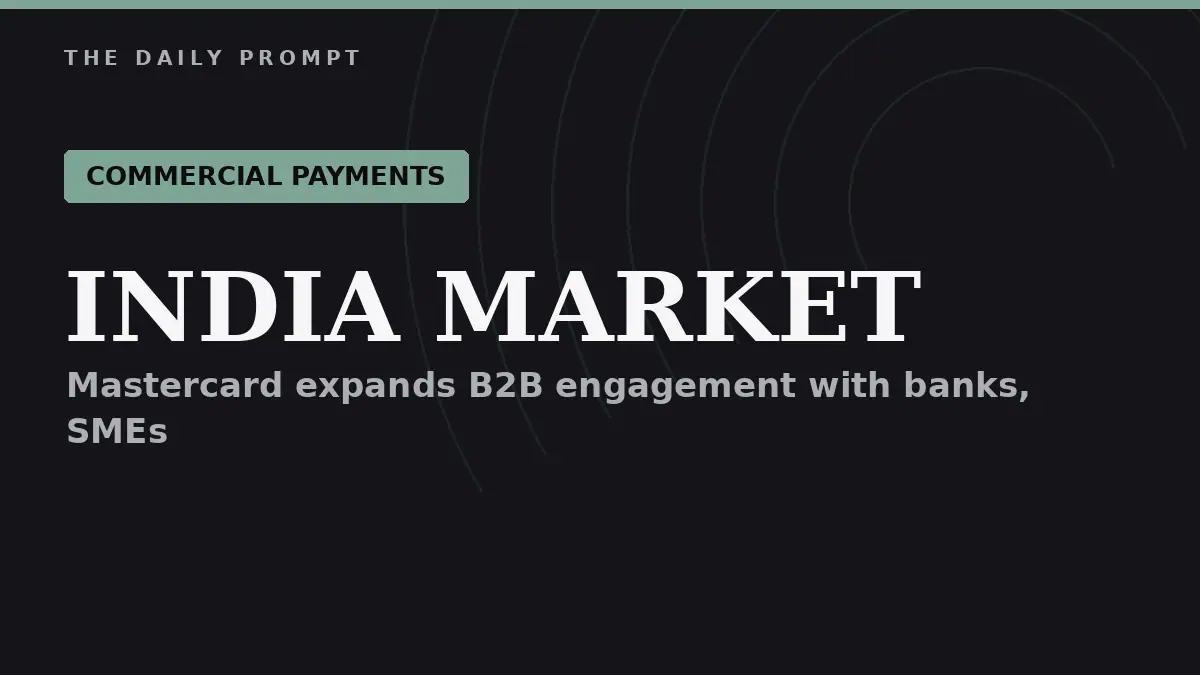 THE DAILY PROMPT
COMMERCIAL PAYMENTS
INDIA MARKET
Mastercard expands B2B engagement with banks,
SMEs